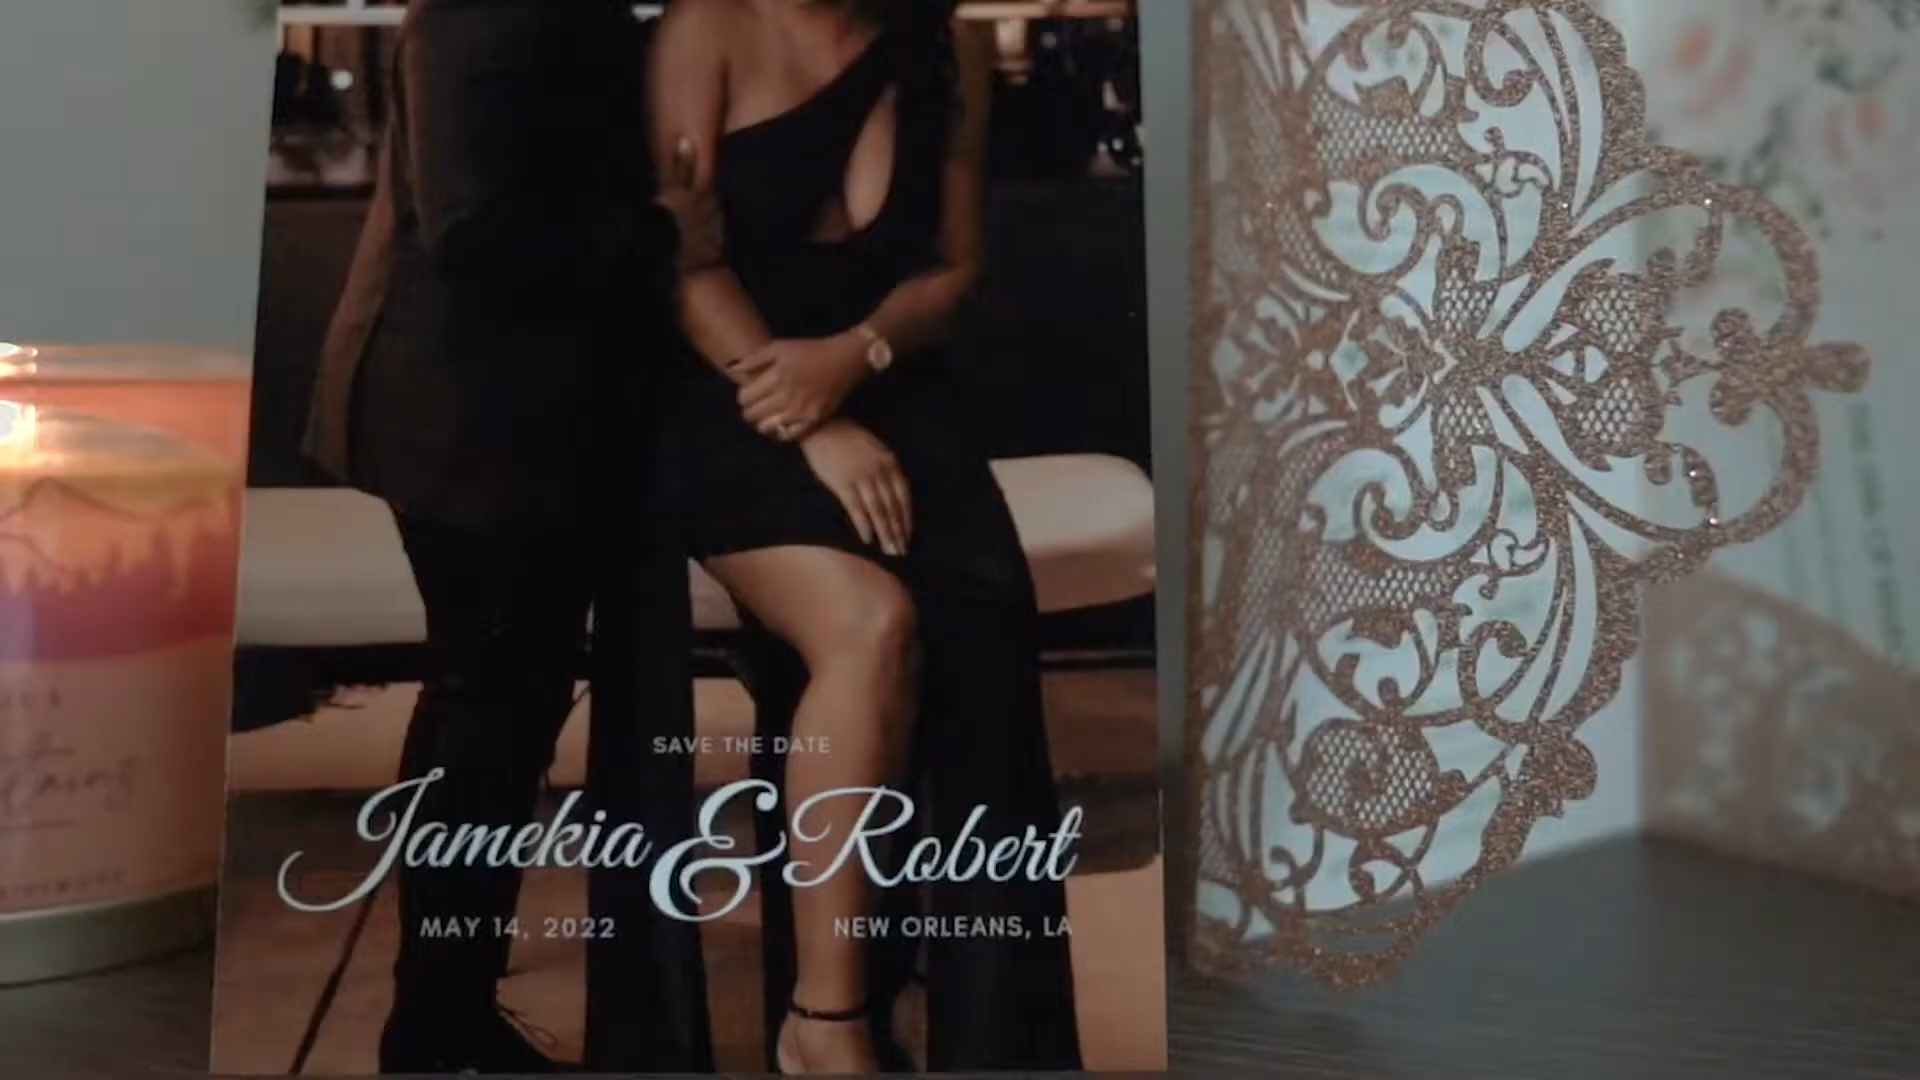 SAVE THE DATE
Jamekia & Robert
MAY 14, 2022
NEW ORLEANS, LA